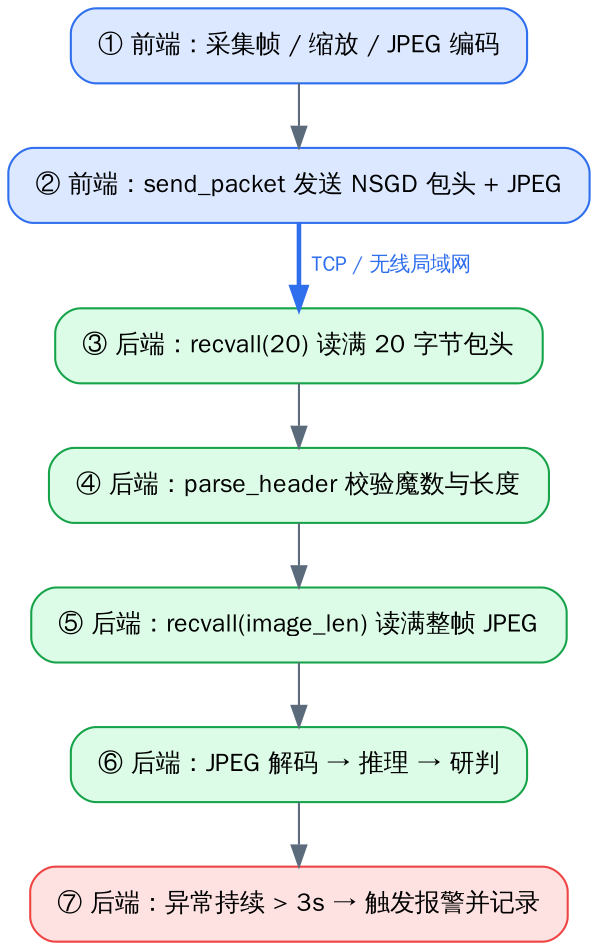 ① 前端：采集帧 / 缩放 / JPEG 编码
② 前端：send_packet 发送 NSGD 包头 + JPEG
TCP / 无线局域网
③ 后端：recvall(20) 读满 20 字节包头
④ 后端：parse_header 校验魔数与长度
⑤ 后端：recvall(image_len) 读满整帧 JPEG
⑥ 后端：JPEG 解码 → 推理 → 研判
⑦ 后端：异常持续 > 3s → 触发报警并记录